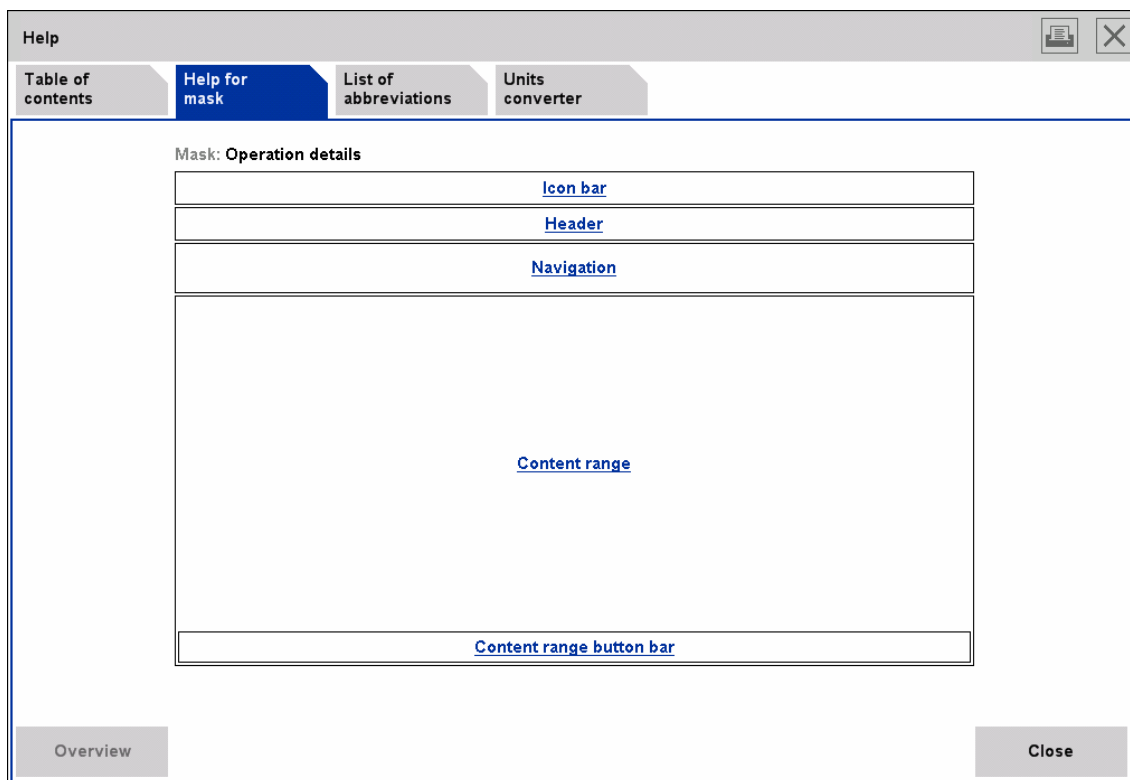 Help
Table of
contents
Help for
mask
List of
abbreviations
Units
converter
Mask: Operation details
Icon bar
Header
Navigation
Content range
Content range button bar
Overview
Close